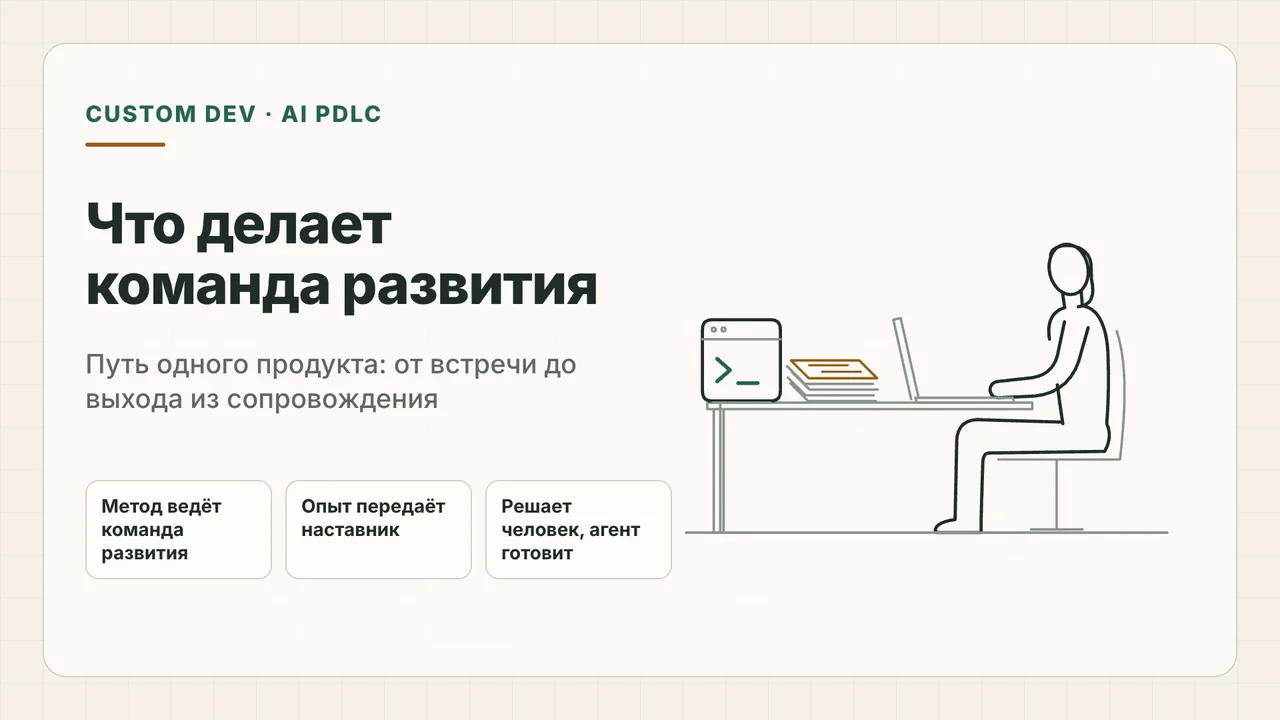 CUSTOM DEV · AI PDLC
Что делает
команда развития
Путь одного продукта: от встречи до
выхода из сопровождения
Метод ведёт
команда
развития
Опыт передаёт
наставник
Решает
человек, агент
готовит